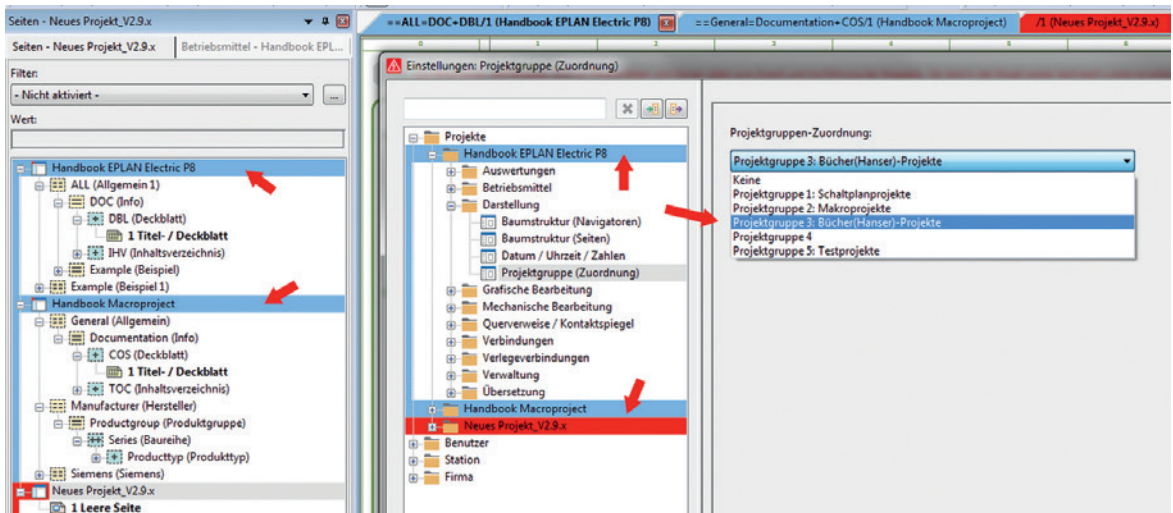 Seiten - Neues Projekt_V2.9.x
Seiten - Neues Projekt_V2.9.x
Betriebsmittel - Handbook EPL...
Filter:
- Nicht aktiviert -
...
Wert:
Handbook EPLAN Electric P8
ALL (Allgemein 1)
DOC (Info)
DBL (Deckblatt)
1 Titel- / Deckblatt
IHV (Inhaltsverzeichnis)
Example (Beispiel)
Example (Beispiel 1)
Handbook Macroproject
General (Allgemein)
Documentation (Info)
COS (Deckblatt)
1 Titel- / Deckblatt
TOC (Inhaltsverzeichnis)
Manufacturer (Hersteller)
Productgroup (Produktgruppe)
Series (Baureihe)
Producttyp (Produkttyp)
Siemens (Siemens)
Neues Projekt_V2.9.x
1 Leere Seite
==ALL=DOC+DBL/1 (Handbook EPLAN Electric P8)
==General=Documentation+COS/1 (Handbook Macroproject)
/1 (Neues Projekt_V2.9.x)
0 1 2 3 4 5 6
Einstellungen: Projektgruppe (Zuordnung)
Projekte
Handbook EPLAN Electric P8
Auswertungen
Betriebsmittel
Darstellung
Baumstruktur (Navigatoren)
Baumstruktur (Seiten)
Datum / Uhrzeit / Zahlen
Projektgruppe (Zuordnung)
Grafische Bearbeitung
Mechanische Bearbeitung
Querverweise / Kontaktspiegel
Verbindungen
Verlegeverbindungen
Verwaltung
Übersetzung
Handbook Macroproject
Neues Projekt_V2.9.x
Benutzer
Station
Firma
Projektgruppen-Zuordnung:
Projektgruppe 3: Bücher(Hanser)-Projekte
Keine
Projektgruppe 1: Schaltplanprojekte
Projektgruppe 2: Makroprojekte
Projektgruppe 3: Bücher(Hanser)-Projekte
Projektgruppe 4
Projektgruppe 5: Testprojekte